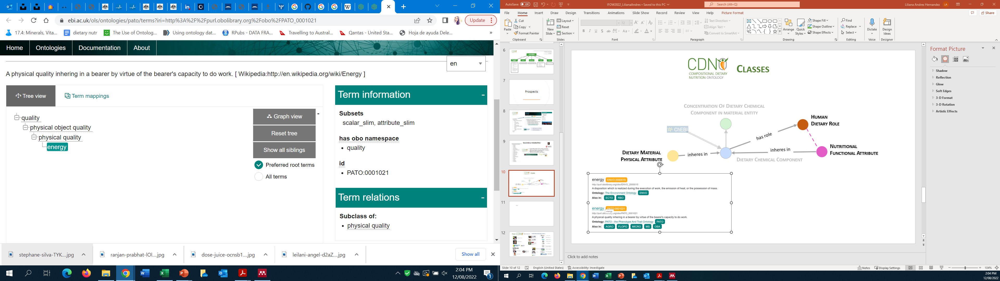 ebi.ac.uk/ols/ontologies/pato/terms?iri=http%3A%2F%2Fpurl.obolibrary.org%2Fobo%2FPATO_0001021
Update
17.4: Minerals, Vita...
dietary nutr
The Use of Ontolog...
Using ontology dat...
RPubs - DATA FRA...
Travelling to Austral...
Qantas - United Sta...
Hoja de ayuda Dele...
»
Home
Ontologies
Documentation
About
en
A physical quality inhering in a bearer by virtue of the bearer's capacity to do work. [ Wikipedia:http://en.wikipedia.org/wiki/Energy ]
Tree view
Term mappings
quality
physical object quality
physical quality
energy
Graph view
Reset tree
Show all siblings
Preferred root terms
All terms
Term information
Subsets
scalar_slim, attribute_slim
has obo namespace
• quality
id
• PATO:0001021
Term relations
Subclass of:
• physical quality
stephane-silva-TYK....jpg
ranjan-prabhat-lOl....jpg
dose-juice-ocnsb1....jpg
leilani-angel-d2aZ....jpg
Show all
2:04 PM
12/08/2022
AutoSave
Off
IFOW2022_LilianaAndres • Saved to this PC
Search (Alt+Q)
Liliana Andres Hernandez
LA
File
Home
Insert
Draw
Design
Transitions
Animations
Slide Show
Record
Review
View
Help
Picture Format
Share
Paste
Cut
Copy
Format Painter
Clipboard
New
Slide
Layout
Reset
Section
Slides
12
Font
Text Direction
Align Text
Convert to SmartArt
Paragraph
Arrange
Quick
Styles
Shape Fill
Shape Outline
Shape Effects
Drawing
Find
Replace
Select
Editing
Dictate
Voice
Design
Ideas
Designer
6
7
Prospects
8
9
Secondary metabolites
10
11
12
CDNO
COMPOSITIONAL DIETARY
NUTRITION ONTOLOGY
CLASSES
CONCENTRATION OF DIETARY CHEMICAL
COMPONENT IN MATERIAL ENTITY
ChEBI
HUMAN
DIETARY ROLE
has role
NUTRITIONAL
FUNCTIONAL ATTRIBUTE
inheres in
DIETARY MATERIAL
PHYSICAL ATTRIBUTE
inheres in
DIETARY CHEMICAL COMPONENT
energy ENVO:2000015
http://purl.obolibrary.org/obo/ENVO_2000015
A disposition which is realized during the execution of work, the emission of heat, or the possession of mass.
Ontology: The Environment Ontology ENVO
Also in: ECTO RBO
energy PATO:0001021
energy
A physical quality inhering in a bearer by virtue of the bearer's capacity to do work.
Ontology: PATO - the Phenotype And Trait Ontology PATO
Also in: AGRO FLOPO MICRO MS OBA
Format Picture
Shadow
Reflection
Glow
Soft Edges
3-D Format
3-D Rotation
Artistic Effects
Click to add notes
Slide 10 of 12
English (United States)
Accessibility: Investigate
Notes
Display Settings
104%
2:04 PM
12/08/2022